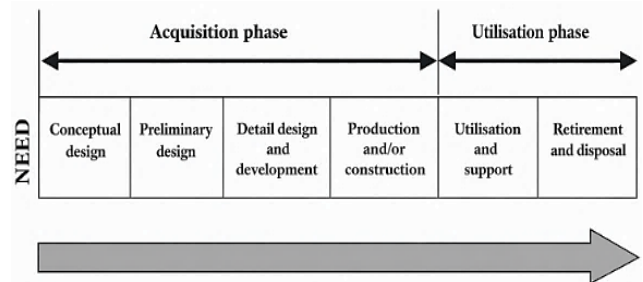 Acquisition phase
Utilisation phase
NEED
Conceptual
design
Preliminary
design
Detail design
and
development
Production
and/or
construction
Utilisation
and
support
Retirement
and disposal